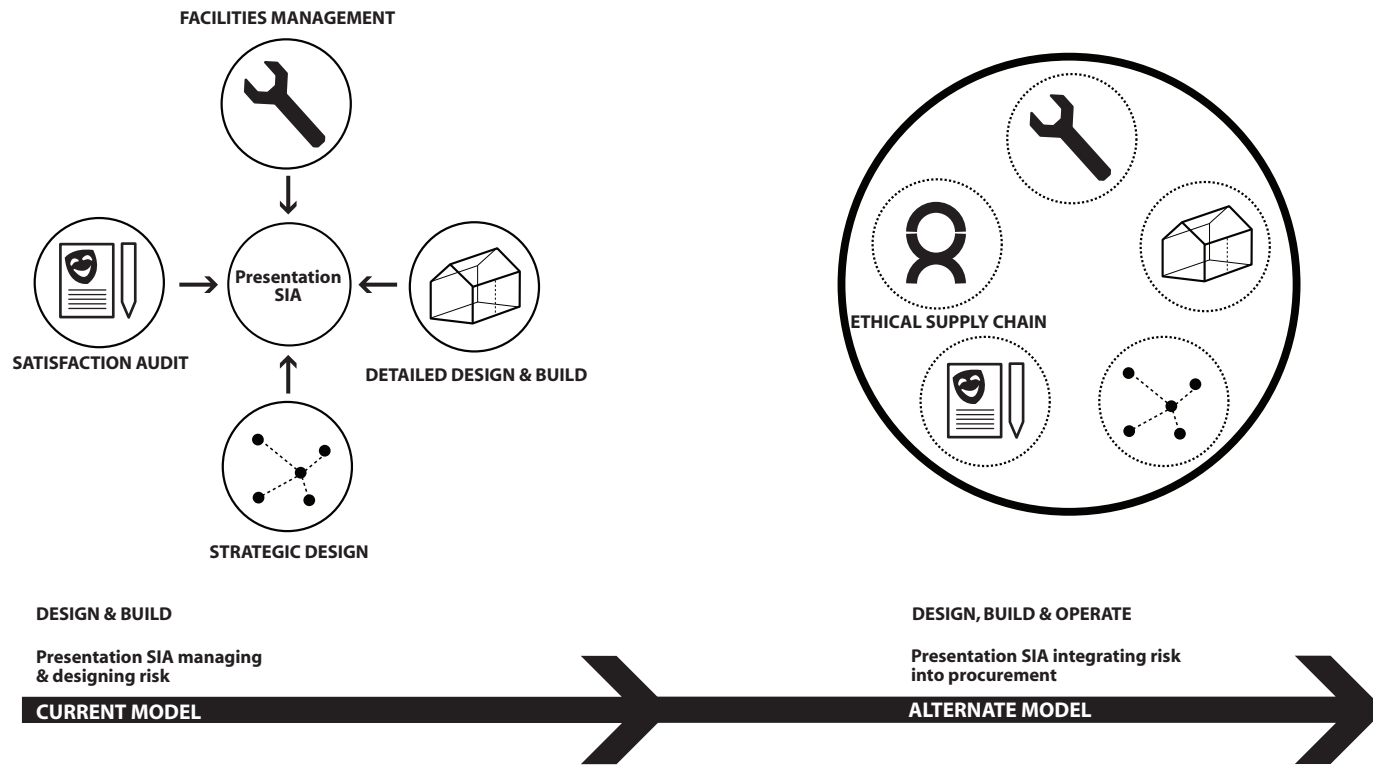 FACILITIES MANAGEMENT
Presentation
SIA
SATISFACTION AUDIT
DETAILED DESIGN & BUILD
STRATEGIC DESIGN
ETHICAL SUPPLY CHAIN
DESIGN & BUILD
Presentation SIA managing
& designing risk
CURRENT MODEL
DESIGN, BUILD & OPERATE
Presentation SIA integrating risk
into procurement
ALTERNATE MODEL